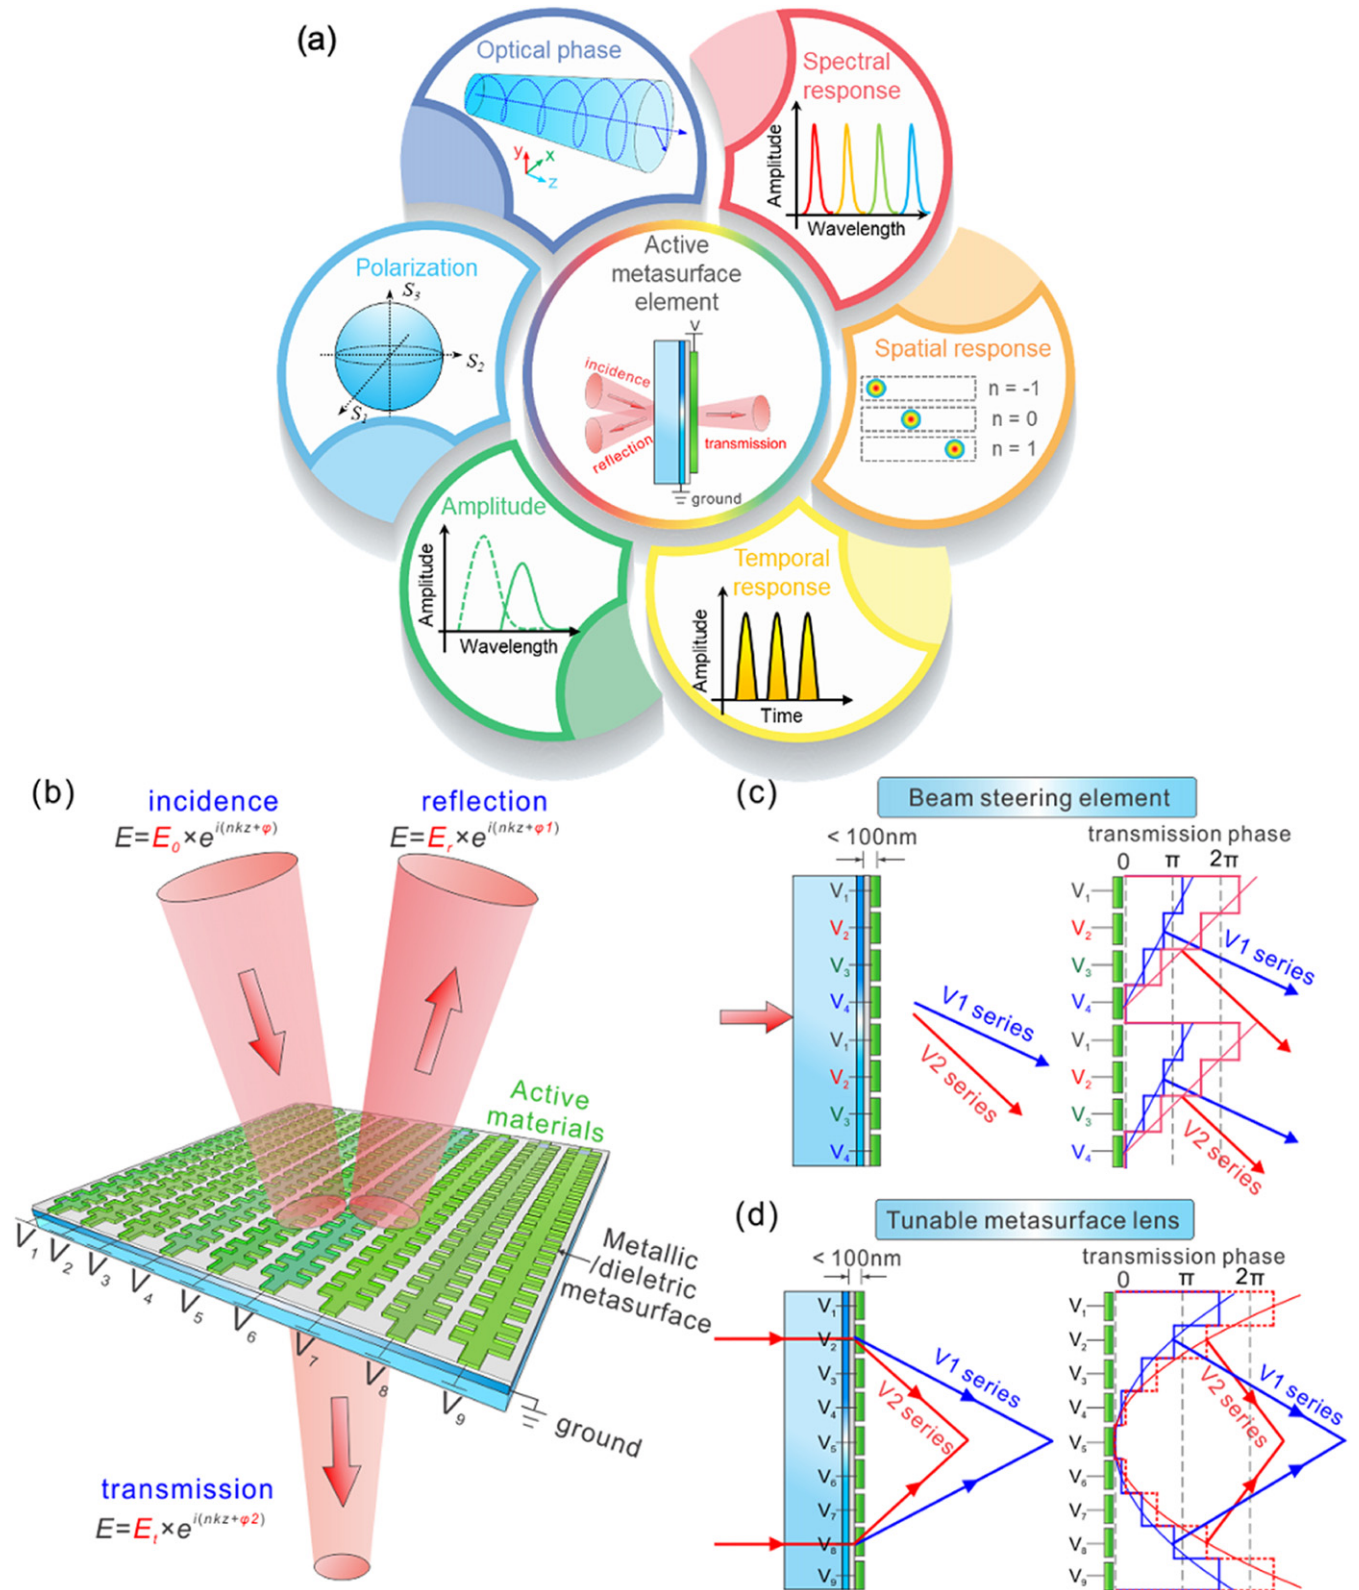 (a)
Optical phase
y
x
z
Spectral
response
Amplitude
Wavelength
Polarization
S3
S2
S1
Active
metasurface
element
V
incidence
reflection
transmission
ground
Spatial response
n = -1
n = 0
n = 1
Amplitude
Amplitude
Wavelength
Temporal
response
Amplitude
Time
(b)
incidence
E=E0×e^i(nkz+φ)
reflection
E=Er×e^i(nkz+φ1)
Active
materials
Metallic
/dieletric
metasurface
V1
V2
V3
V4
V5
V6
V7
V8
V9
ground
transmission
E=Et×e^i(nkz+φ2)
(c)
Beam steering element
< 100nm
V1
V2
V3
V4
V1
V2
V3
V4
V1 series
V2 series
transmission phase
0 π 2π
V1
V2
V3
V4
V1
V2
V3
V4
V1 series
V2 series
(d)
Tunable metasurface lens
< 100nm
V1
V2
V3
V4
V5
V6
V7
V8
V9
V1 series
V2 series
transmission phase
0 π 2π
V1
V2
V3
V4
V5
V6
V7
V8
V9
V1 series
V2 series